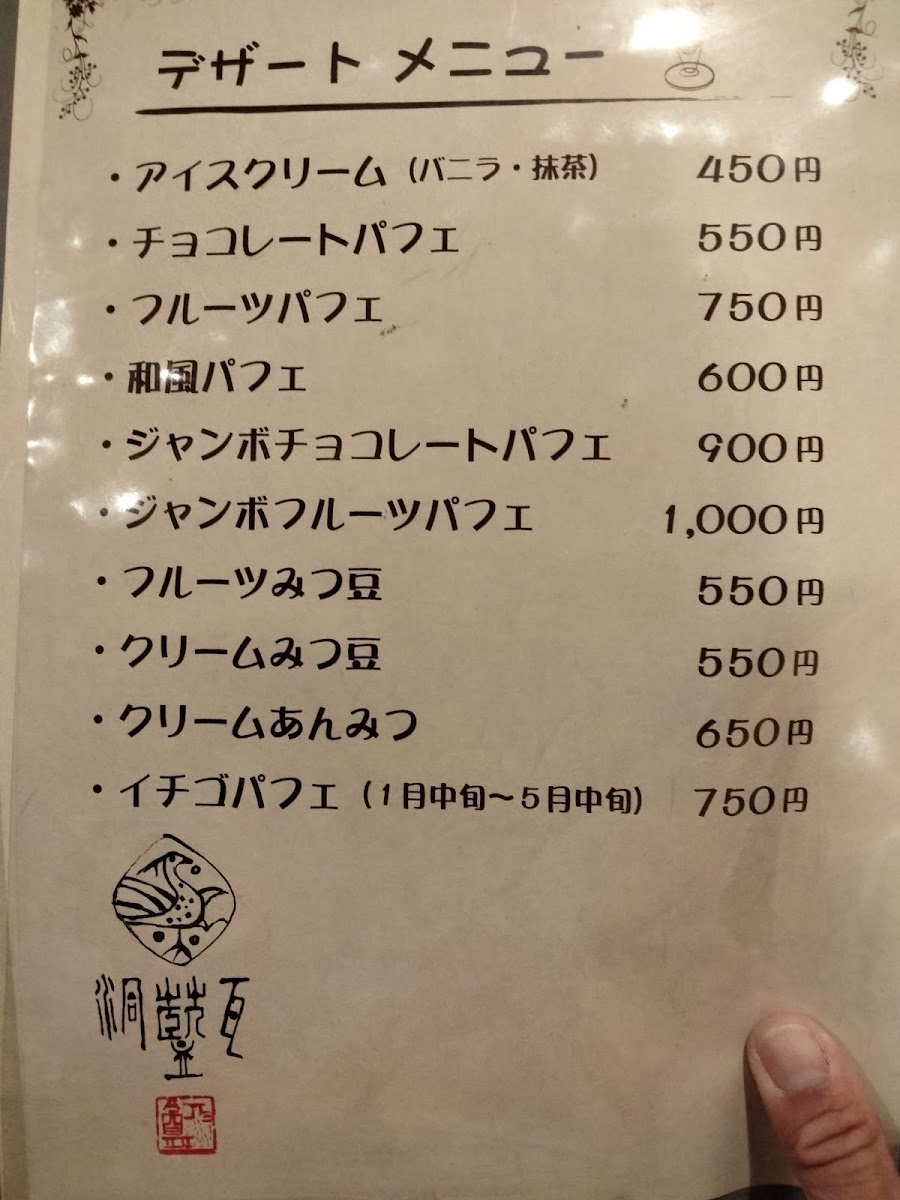 デザート メニュー
・アイスクリーム（バニラ・抹茶） 450円
・チョコレートパフェ 550円
・フルーツパフェ 750円
・和風パフェ 600円
・ジャンボチョコレートパフェ 900円
・ジャンボフルーツパフェ 1,000円
・フルーツみつ豆 550円
・クリームみつ豆 550円
・クリームあんみつ 650円
・イチゴパフェ（1月中旬〜5月中旬） 750円